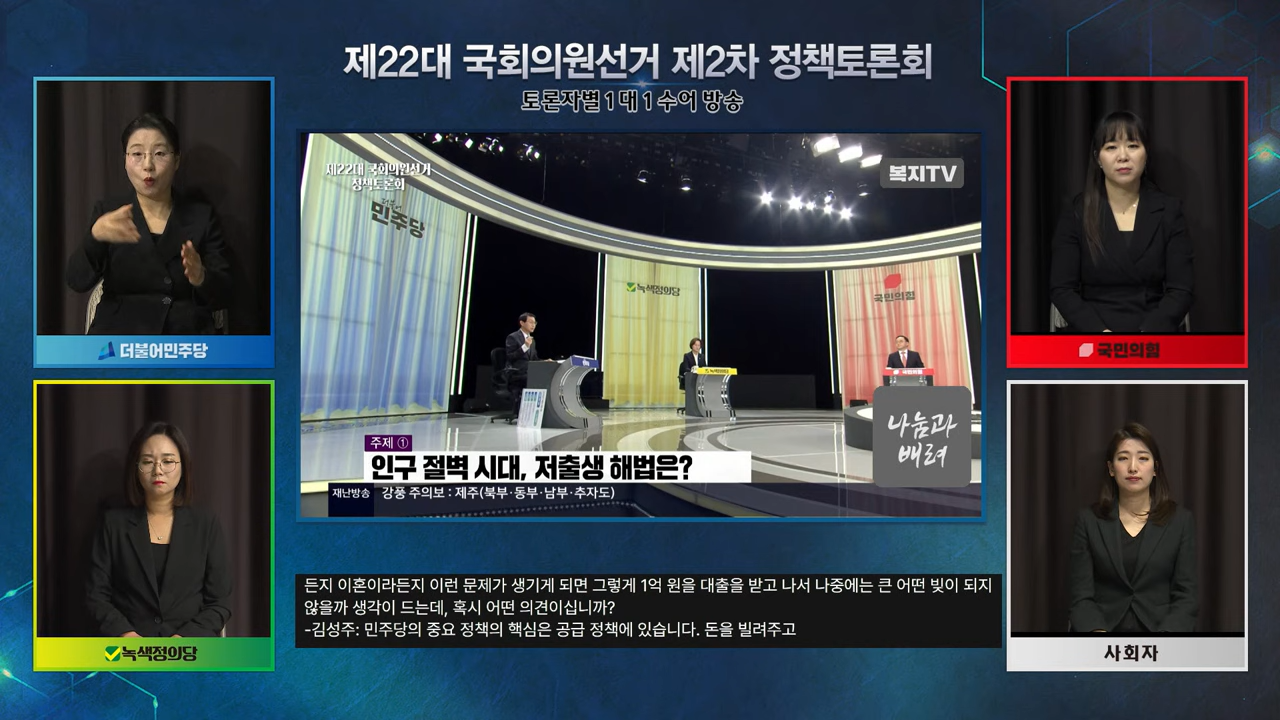 제22대 국회의원선거 제2차 정책토론회
토론자별 1대1 수어 방송
제22대 국회의원선거
정책토론회
더불어
민주당
녹색정의당
국민의힘
복지TV
나눔과
배려
주제 ①
인구 절벽 시대, 저출생 해법은?
재난방송 강풍 주의보 : 제주(북부·동부·남부·추자도)
더불어민주당
국민의힘
녹색정의당
사회자
든지 이혼이라든지 이런 문제가 생기게 되면 그렇게 1억 원을 대출을 받고 나서 나중에는 큰 어떤 빚이 되지
않을까 생각이 드는데, 혹시 어떤 의견이십니까?
-김성주: 민주당의 중요 정책의 핵심은 공급 정책에 있습니다. 돈을 빌려주고